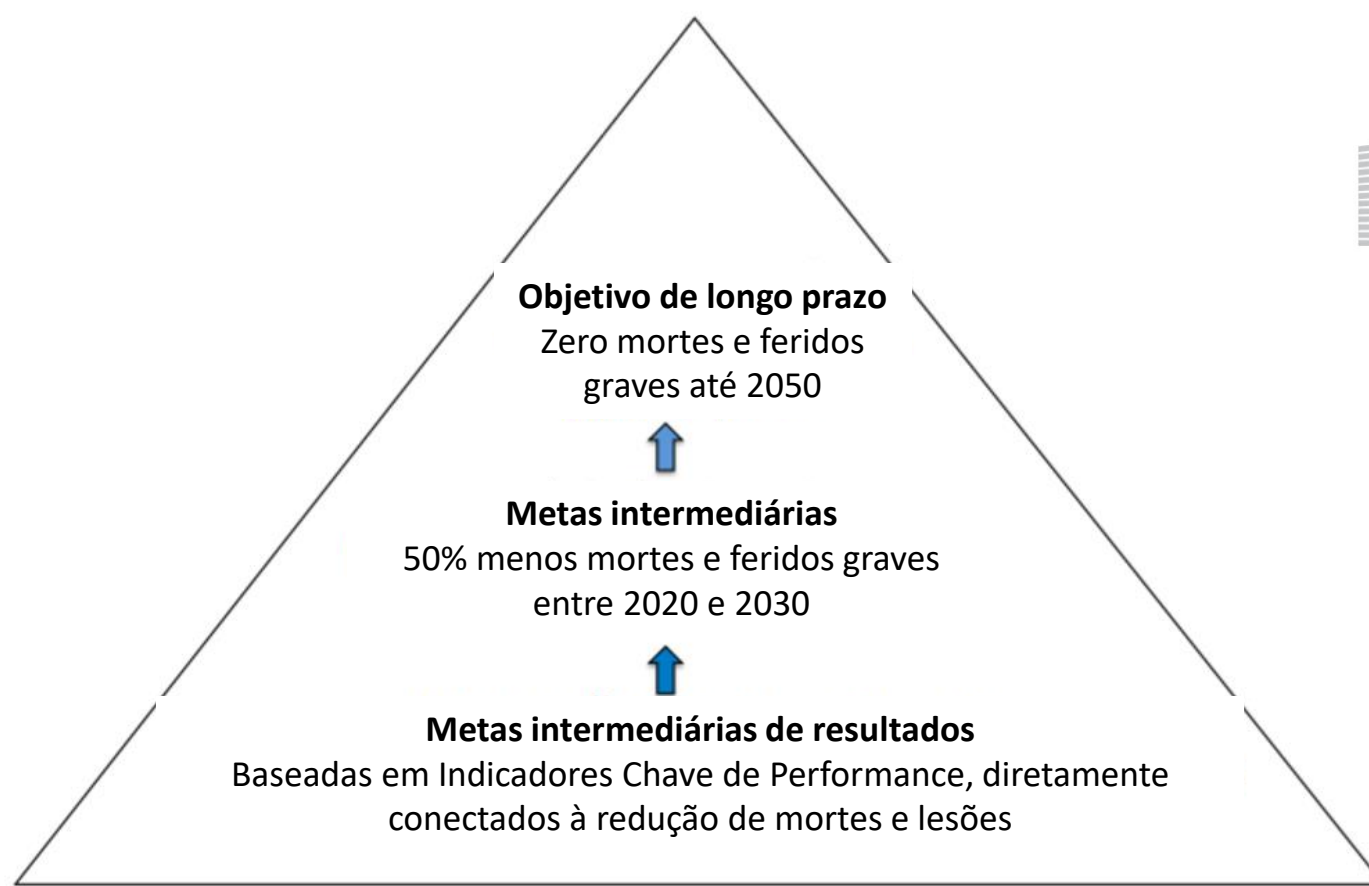 Objetivo de longo prazo
Zero mortes e feridos
graves até 2050
Metas intermediárias
50% menos mortes e feridos graves
entre 2020 e 2030
Metas intermediárias de resultados
Baseadas em Indicadores Chave de Performance, diretamente
conectados à redução de mortes e lesões